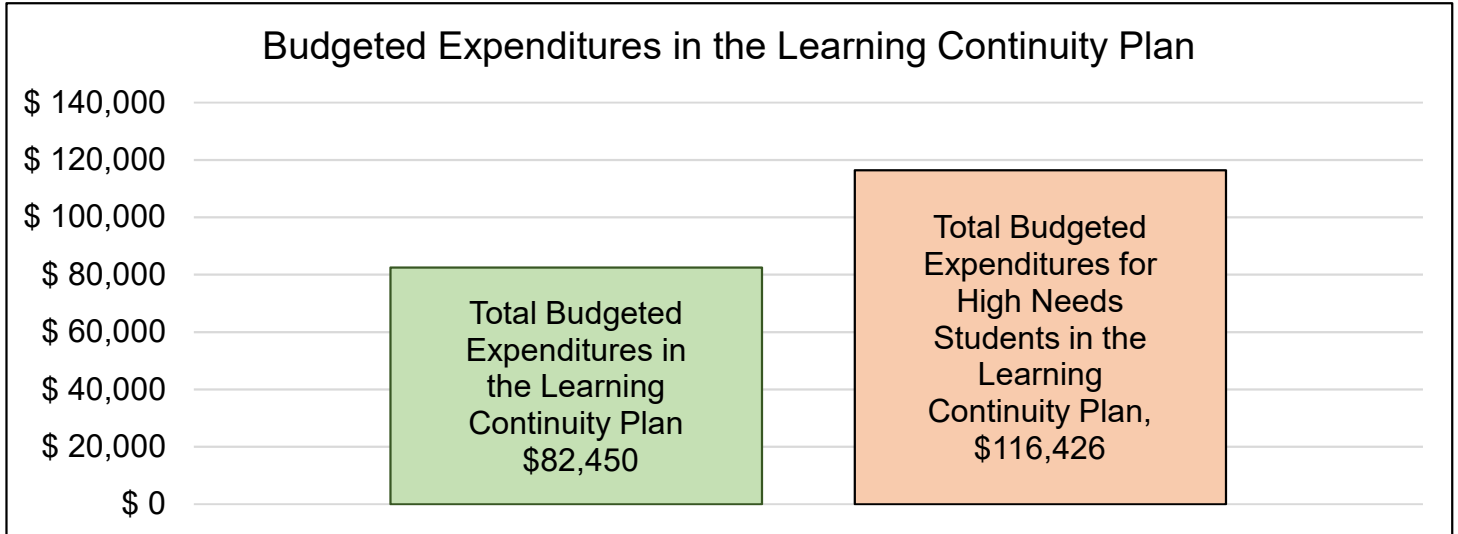 Budgeted Expenditures in the Learning Continuity Plan
$ 140,000
$ 120,000
$ 100,000
$ 80,000
$ 60,000
$ 40,000
$ 20,000
$ 0
Total Budgeted
Expenditures in
the Learning
Continuity Plan
$82,450
Total Budgeted
Expenditures for
High Needs
Students in the
Learning
Continuity Plan,
$116,426